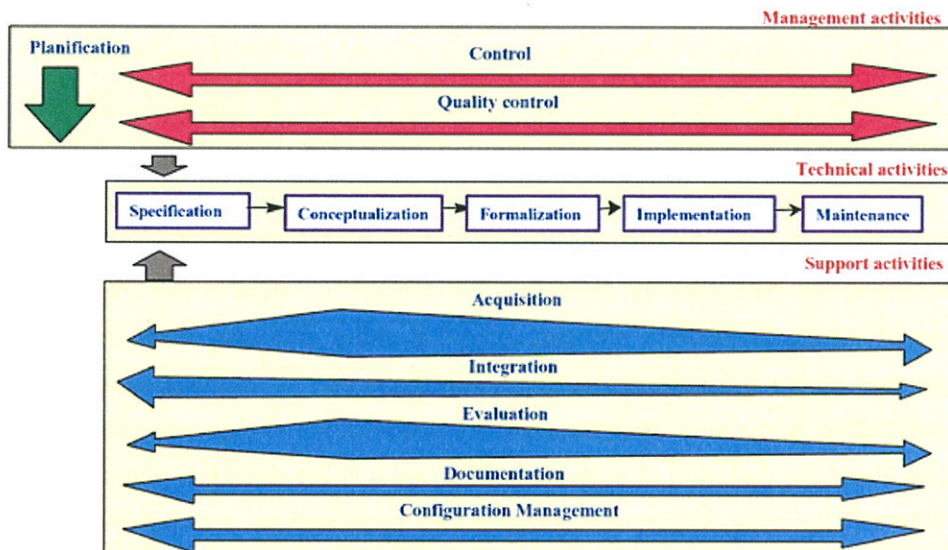 Management activities
Planification
Control
Quality control
Technical activities
Specification
Conceptualization
Formalization
Implementation
Maintenance
Support activities
Acquisition
Integration
Evaluation
Documentation
Configuration Management